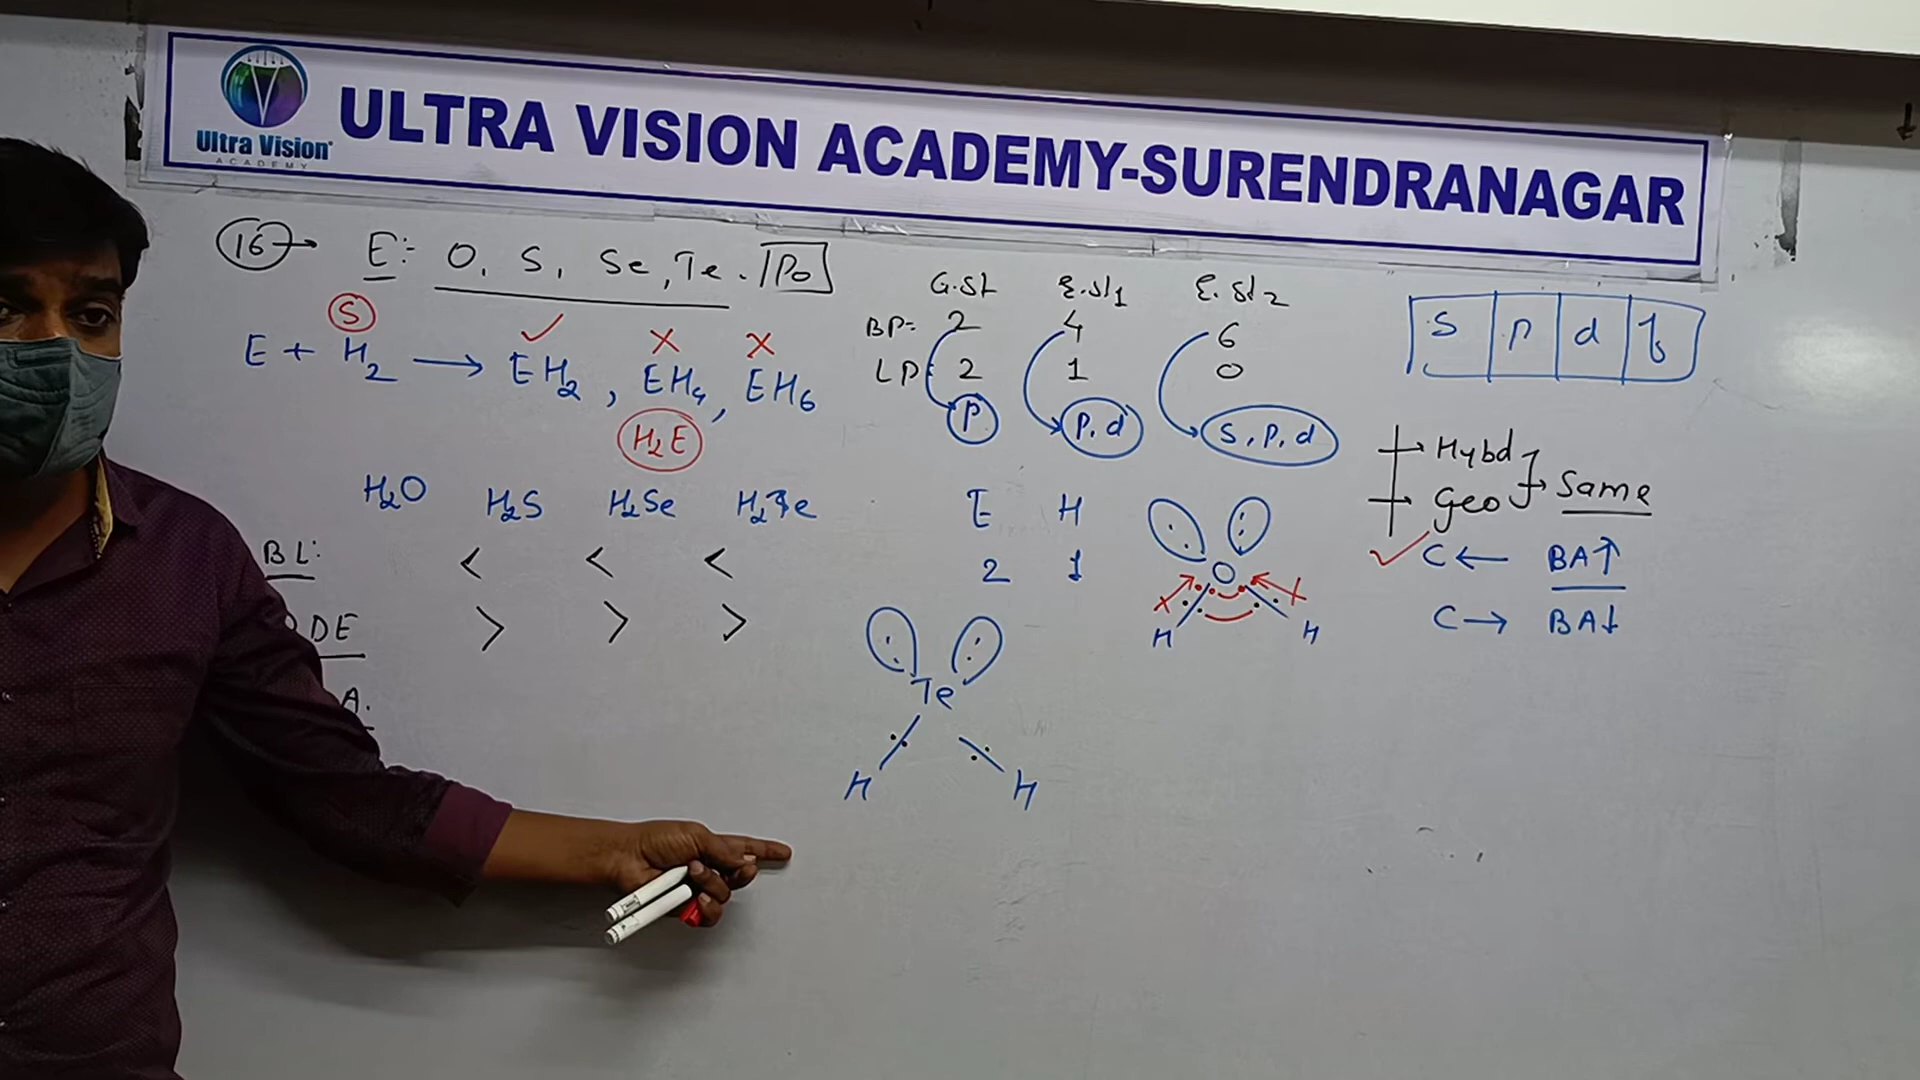 Ultra Vision
ACADEMY
ULTRA VISION ACADEMY-SURENDRANAGAR
16 → E:- O, S, Se, Te. Po
S
E + H₂ → EH₂, EH₄, EH₆
✓ X X
H₂E
G.St E.St₁ E.St₂
BP:- 2 4 6
LP: 2 1 0
P P, d S, P, d
S P d f
→ Hybd
→ Geo → Same
✓ C ← BA↑
C → BA↓
H₂O H₂S H₂Se H₂Te
BL: < < <
DE > > >
A.
E H
2 1
O
X X
H H
Te
H H